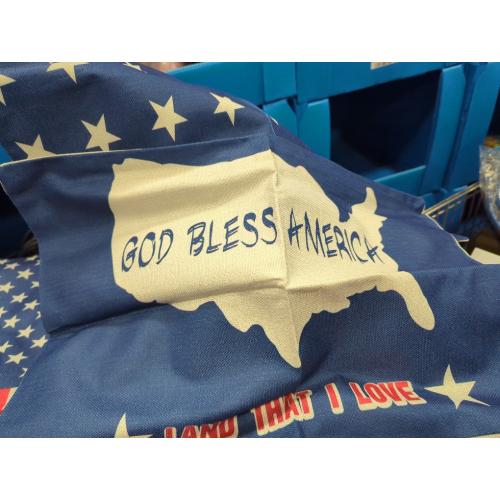 GOD BLESS AMERICA
LAND THAT I LOVE